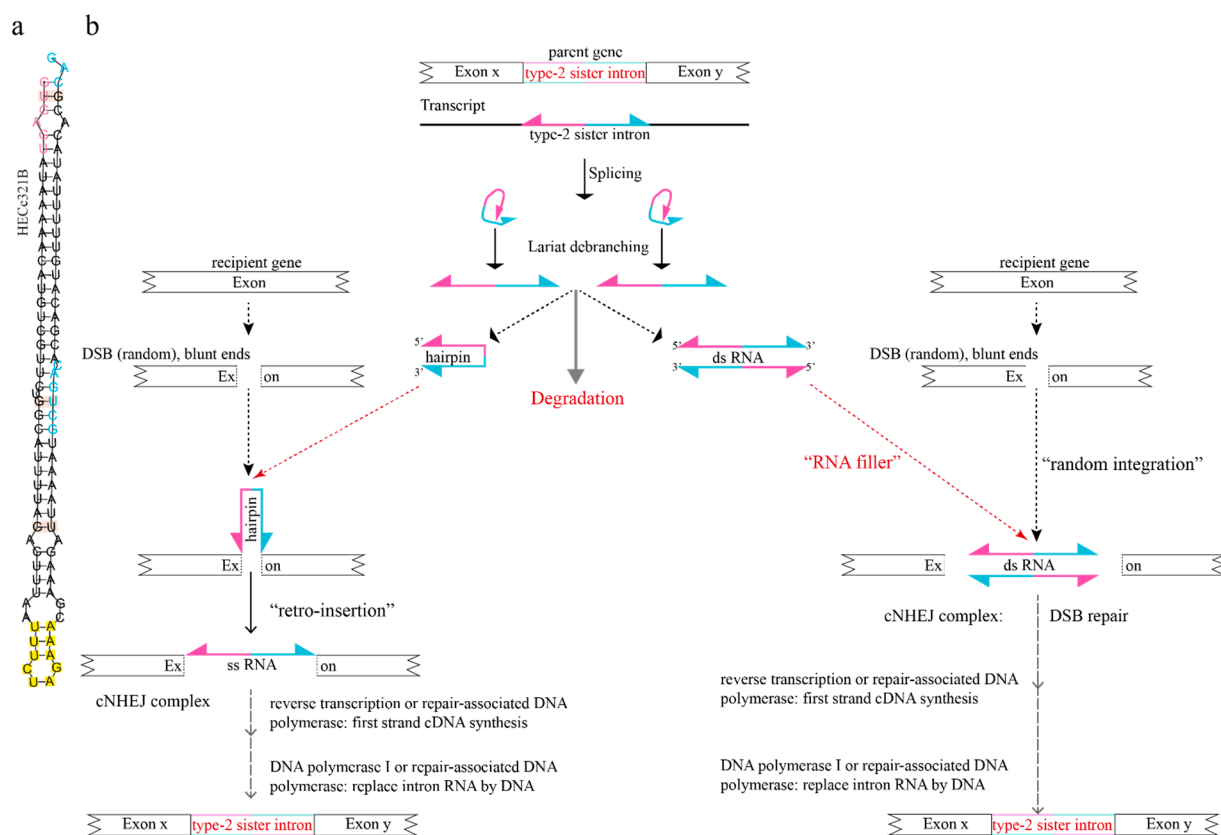 a
b
HECc321B
parent gene
Exon x
type-2 sister intron
Exon y
Transcript
type-2 sister intron
Splicing
Lariat debranching
recipient gene
Exon
DSB (random), blunt ends
Ex
on
5’
hairpin
3’
Degradation
5’
3’
ds RNA
3’
5’
recipient gene
Exon
DSB (random), blunt ends
Ex
on
“RNA filler”
“random integration”
hairpin
Ex
on
“retro-insertion”
Ex
ss RNA
on
cNHEJ complex
reverse transcription or repair-associated DNA
polymerase: first strand cDNA synthesis
DNA polymerase I or repair-associated DNA
polymerase: replace intron RNA by DNA
Exon x
type-2 sister intron
Exon y
Ex
ds RNA
on
cNHEJ complex:
DSB repair
reverse transcription or repair-associated DNA
polymerase: first strand cDNA synthesis
DNA polymerase I or repair-associated DNA
polymerase: replace intron RNA by DNA
Exon x
type-2 sister intron
Exon y